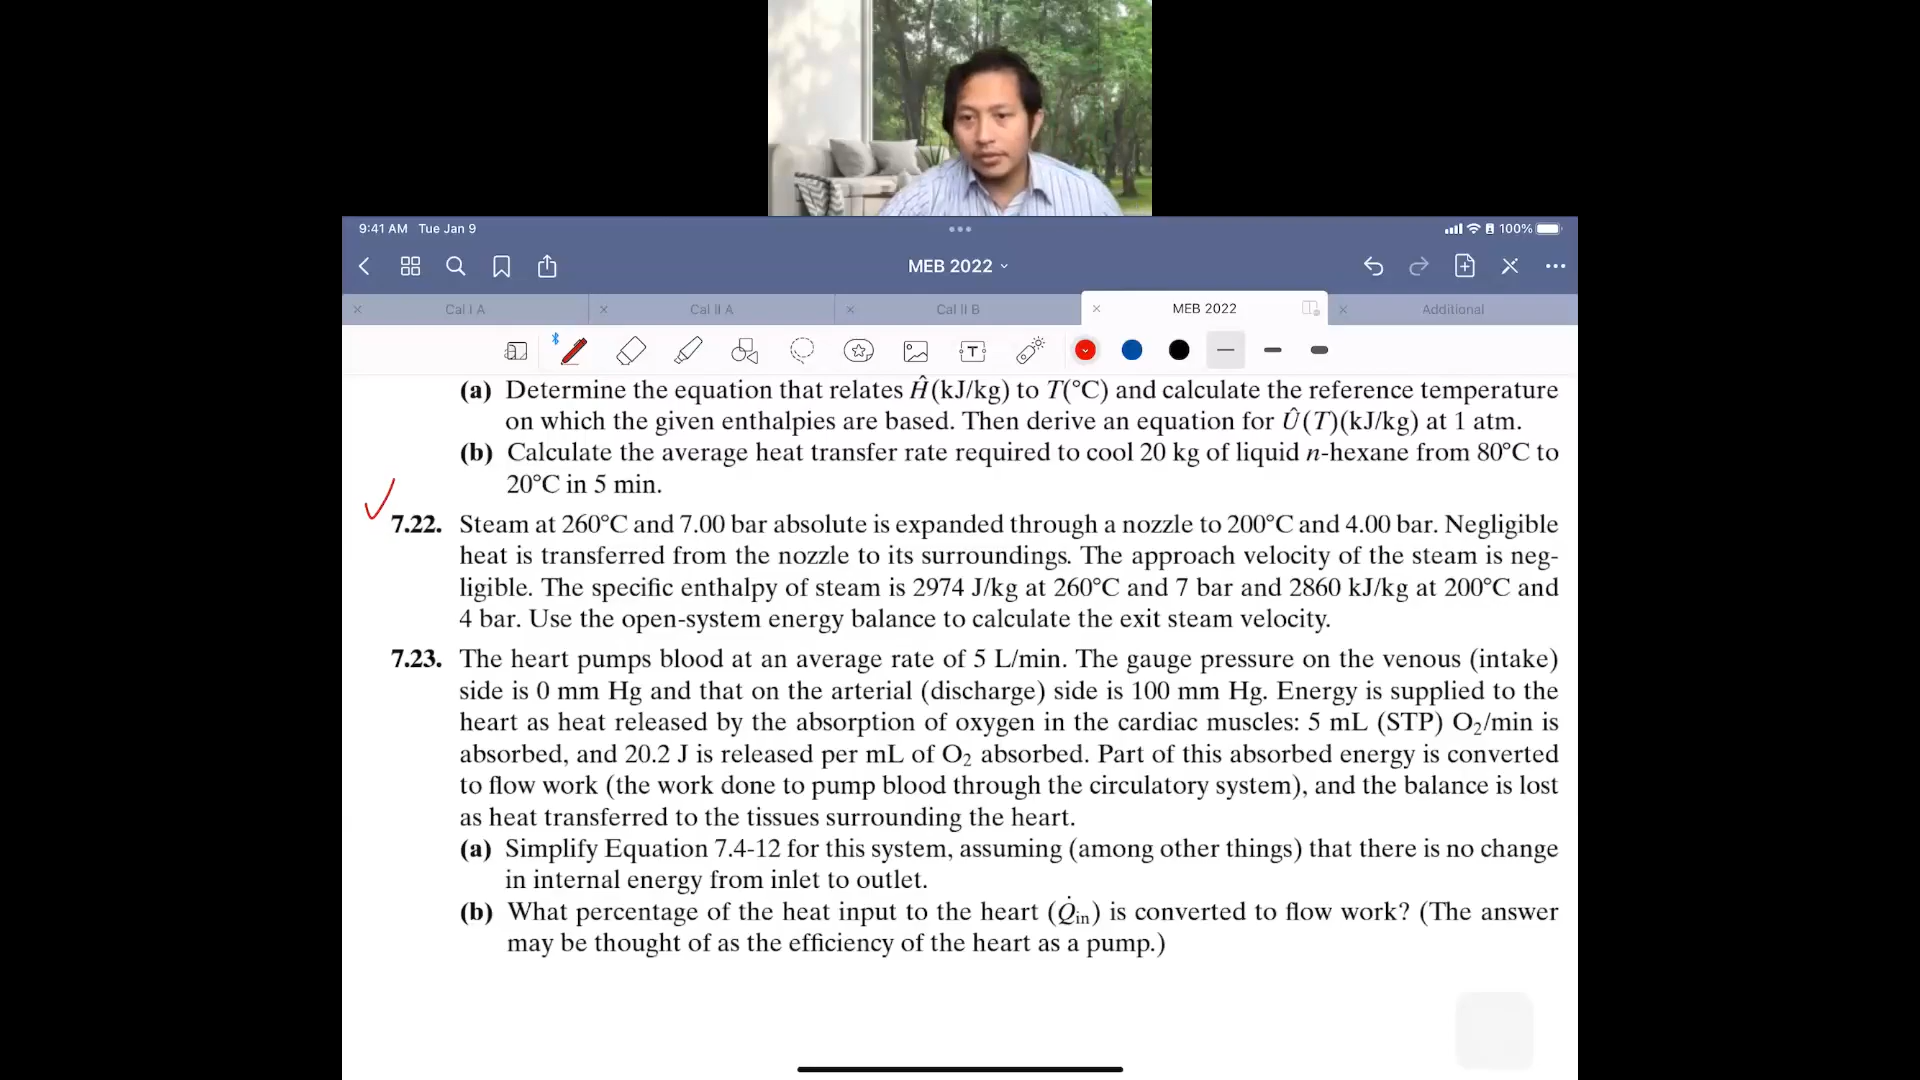 9:41 AM Tue Jan 9
100%
MEB 2022
Cal I A
Cal II A
Cal II B
MEB 2022
Additional
T
(a) Determine the equation that relates Ĥ(kJ/kg) to T(°C) and calculate the reference temperature
on which the given enthalpies are based. Then derive an equation for Û(T)(kJ/kg) at 1 atm.
(b) Calculate the average heat transfer rate required to cool 20 kg of liquid n-hexane from 80°C to
20°C in 5 min.
7.22. Steam at 260°C and 7.00 bar absolute is expanded through a nozzle to 200°C and 4.00 bar. Negligible
heat is transferred from the nozzle to its surroundings. The approach velocity of the steam is neg-
ligible. The specific enthalpy of steam is 2974 J/kg at 260°C and 7 bar and 2860 kJ/kg at 200°C and
4 bar. Use the open-system energy balance to calculate the exit steam velocity.
7.23. The heart pumps blood at an average rate of 5 L/min. The gauge pressure on the venous (intake)
side is 0 mm Hg and that on the arterial (discharge) side is 100 mm Hg. Energy is supplied to the
heart as heat released by the absorption of oxygen in the cardiac muscles: 5 mL (STP) O₂/min is
absorbed, and 20.2 J is released per mL of O₂ absorbed. Part of this absorbed energy is converted
to flow work (the work done to pump blood through the circulatory system), and the balance is lost
as heat transferred to the tissues surrounding the heart.
(a) Simplify Equation 7.4-12 for this system, assuming (among other things) that there is no change
in internal energy from inlet to outlet.
(b) What percentage of the heat input to the heart (Q̇in) is converted to flow work? (The answer
may be thought of as the efficiency of the heart as a pump.)